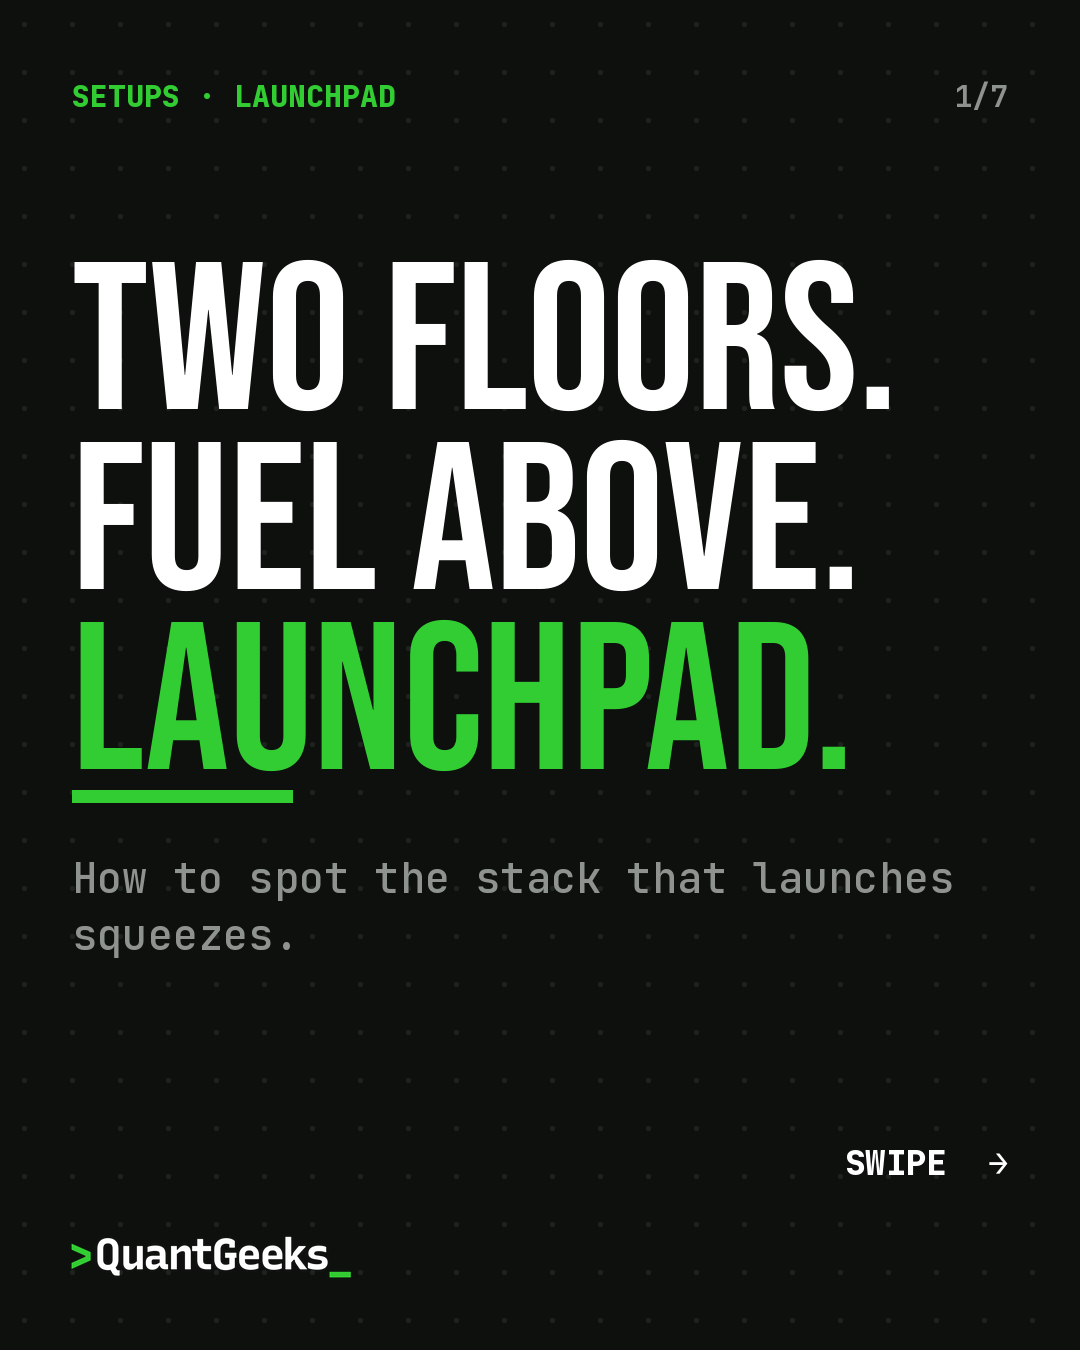 SETUPS · LAUNCHPAD
1/7
TWO FLOORS.
FUEL ABOVE.
LAUNCHPAD.
How to spot the stack that launches
squeezes.
SWIPE →
>QuantGeeks_